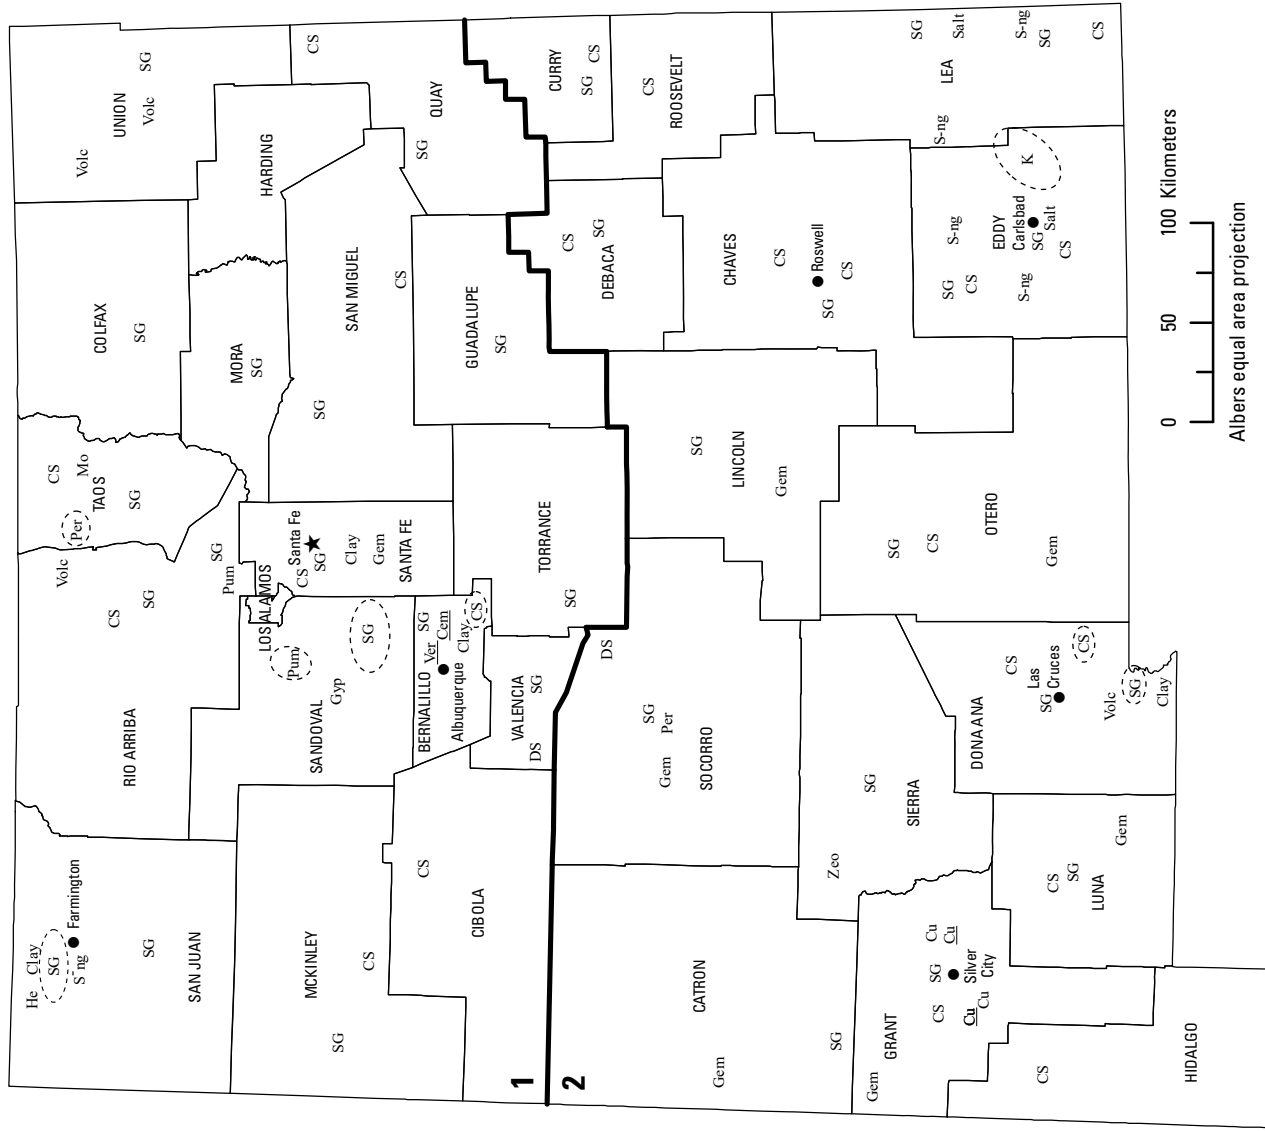 He
Clay
SG
S-ng
Farmington
SG
SAN JUAN
Volc
CS
SG
SG
Pum
RIO ARRIBA
CS
Mo
Per
TAOS
SG
COLFAX
SG
Volc
UNION
Volc
SG
MORA
SG
HARDING
LOS ALAMOS
MCKINLEY
CS
SG
Pum
SANDOVAL
Gyp
SG
Santa Fe
CS
SG
Clay
Gem
SANTA FE
SAN MIGUEL
SG
CS
CS
QUAY
SG
CS
CIBOLA
BERNALILLO
SG
Ver
Cem
Albuquerque
Clay
CS
VALENCIA
SG
DS
TORRANCE
SG
GUADALUPE
SG
1
2
CURRY
SG
CS
DEBACA
CS
SG
ROOSEVELT
CS
CATRON
Gem
SG
DS
SG
Per
Gem
SOCORRO
SG
LINCOLN
Gem
CHAVES
CS
Roswell
SG
CS
Gem
GRANT
Cu
SG
Cu
Silver
City
CS
Cu
Cu
Zeo
SG
SIERRA
SG
CS
OTERO
Gem
SG
CS
S-ng
EDDY
Carlsbad
SG
Salt
S-ng
CS
K
SG
Salt
LEA
S-ng
S-ng
SG
CS
DONA ANA
CS
Las
Cruces
SG
CS
Volc
SG
Clay
CS
SG
LUNA
Gem
CS
HIDALGO
0
50
100 Kilometers
Albers equal area projection